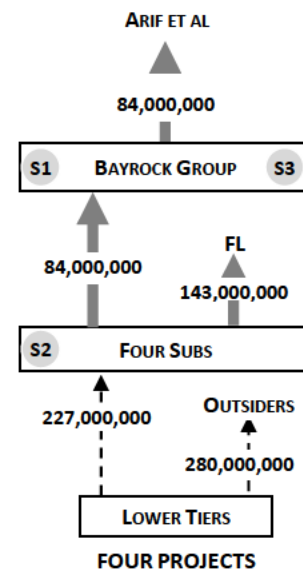 ARIF ET AL
84,000,000
S1 BAYROCK GROUP S3
84,000,000
FL
143,000,000
S2 FOUR SUBS
227,000,000
OUTSIDERS
280,000,000
LOWER TIERS
FOUR PROJECTS